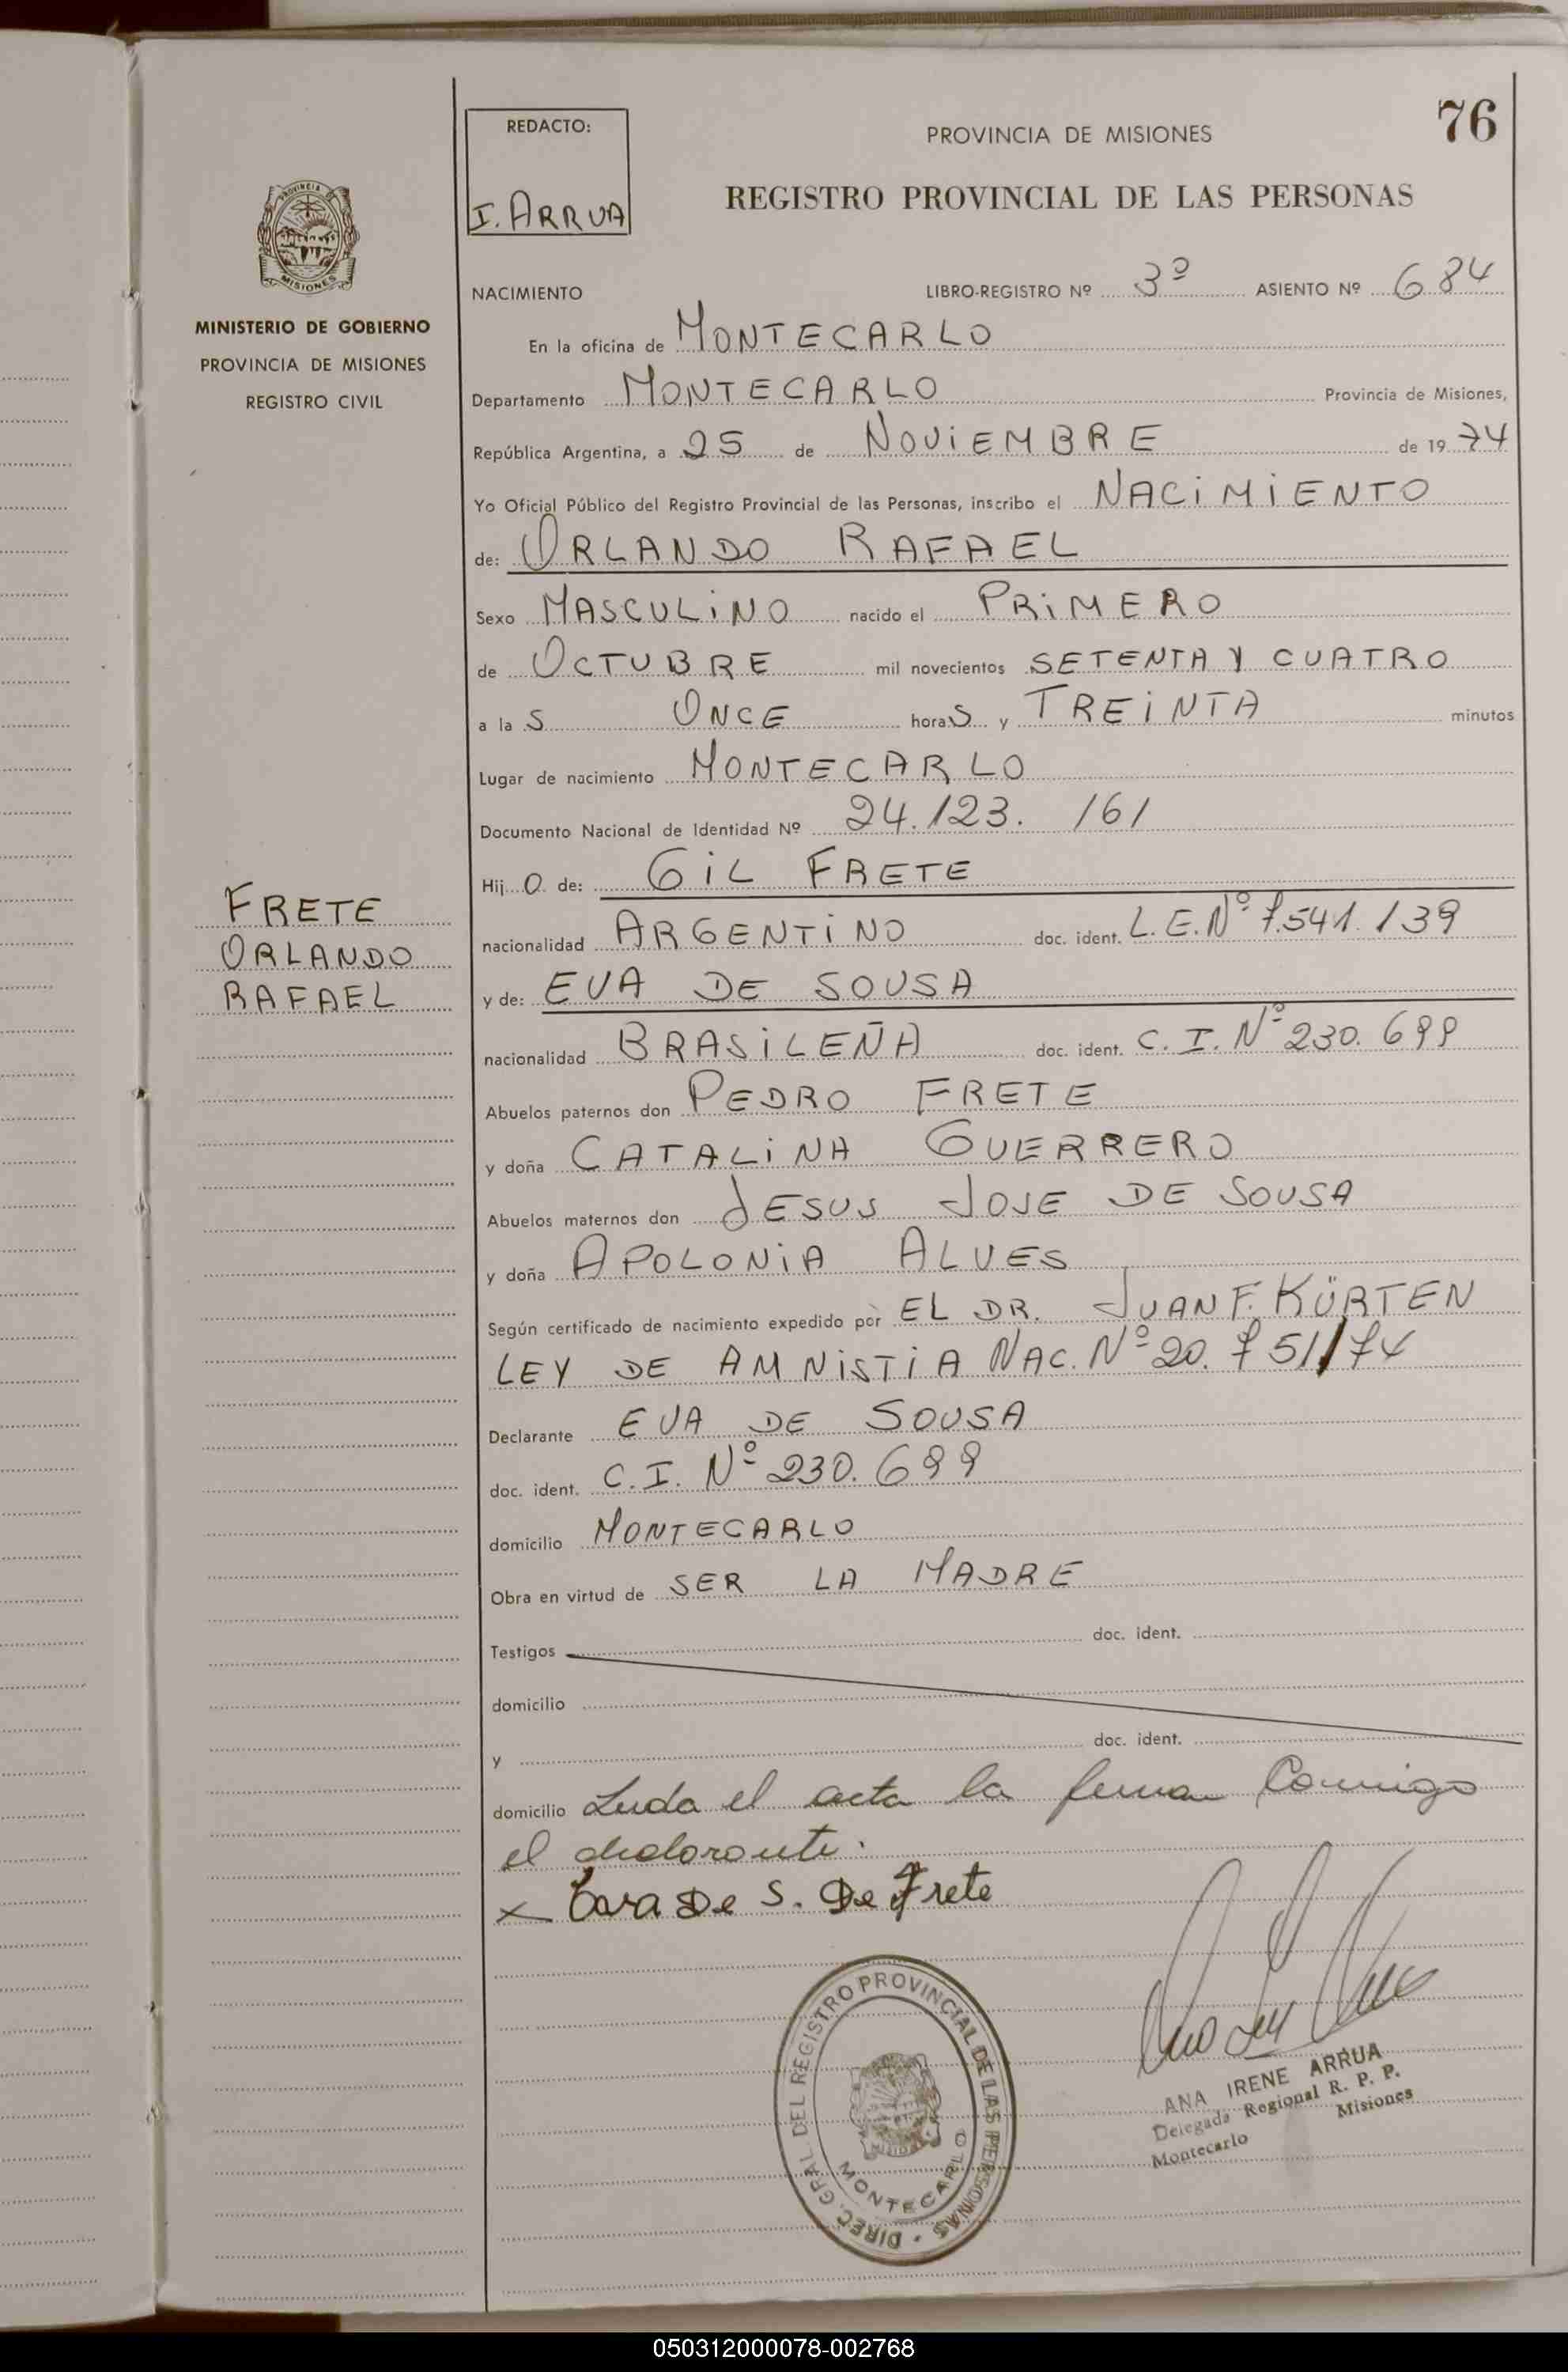 76
REDACTO:
I. ARRUA
PROVINCIA DE MISIONES
REGISTRO PROVINCIAL DE LAS PERSONAS
PROVINCIA
MISIONES
MINISTERIO DE GOBIERNO
PROVINCIA DE MISIONES
REGISTRO CIVIL
NACIMIENTO LIBRO-REGISTRO Nº 3º ASIENTO Nº 684
En la oficina de MONTECARLO
Departamento MONTECARLO Provincia de Misiones,
República Argentina, a 25 de NOVIEMBRE de 19 74
Yo Oficial Público del Registro Provincial de las Personas, inscribo el NACIMIENTO
de: ORLANDO RAFAEL
Sexo MASCULINO nacido el PRIMERO
de OCTUBRE mil novecientos SETENTA Y CUATRO
a la S ONCE hora S y TREINTA minutos
Lugar de nacimiento MONTECARLO
Documento Nacional de Identidad Nº 24.123.161
Hij O de: GIL FRETE
FRETE
ORLANDO
RAFAEL
nacionalidad ARGENTINO doc. ident. L.E. Nº 7.541.139
y de: EVA DE SOUSA
nacionalidad BRASILEÑA doc. ident. C.I. Nº 230.699
Abuelos paternos don PEDRO FRETE
y doña CATALINA GUERRERO
Abuelos maternos don JESUS JOSE DE SOUSA
y doña APOLONIA ALVES
Según certificado de nacimiento expedido por EL DR. JUAN F. KÜRTEN
LEY DE AMNISTIA NAC. Nº 20.751/74
Declarante EVA DE SOUSA
doc. ident. C.I. Nº 230.699
domicilio MONTECARLO
Obra en virtud de SER LA MADRE
Testigos doc. ident.
domicilio
y doc. ident.
domicilio Leida el acta la firma Conmigo
el declarante.
x Eva De S. De Frete
DIREC. GRAL. DEL REGISTRO PROVINCIAL DE LAS PERSONAS
MONTECARLO
ANA IRENE ARRUA
Delegada Regional R. P. P.
Montecarlo Misiones
050312000078-002768